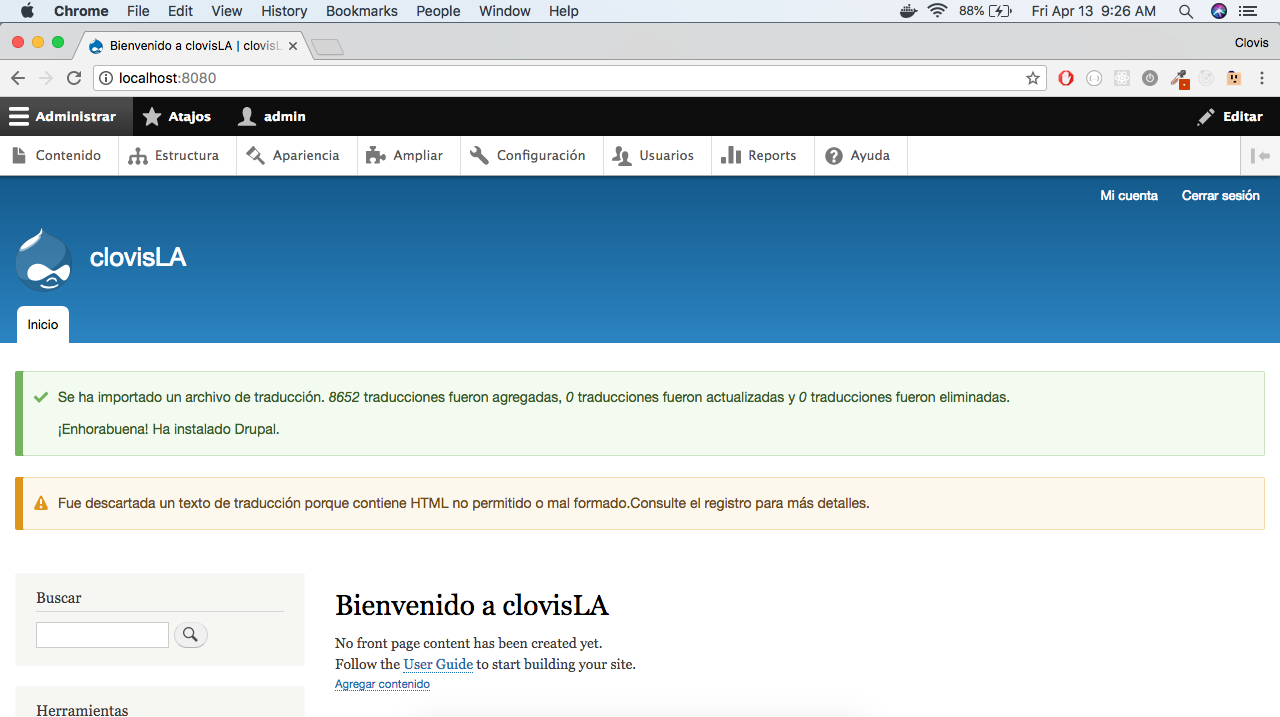 Chrome File Edit View History Bookmarks People Window Help 88% Fri Apr 13 9:26 AM
Bienvenido a clovisLA | clovisL
Clovis
localhost:8080
Administrar Atajos admin Editar
Contenido Estructura Apariencia Ampliar Configuración Usuarios Reports Ayuda
Mi cuenta Cerrar sesión
clovisLA
Inicio
Se ha importado un archivo de traducción. 8652 traducciones fueron agregadas, 0 traducciones fueron actualizadas y 0 traducciones fueron eliminadas.
¡Enhorabuena! Ha instalado Drupal.
Fue descartada un texto de traducción porque contiene HTML no permitido o mal formado.Consulte el registro para más detalles.
Buscar
Herramientas
Bienvenido a clovisLA
No front page content has been created yet.
Follow the User Guide to start building your site.
Agregar contenido